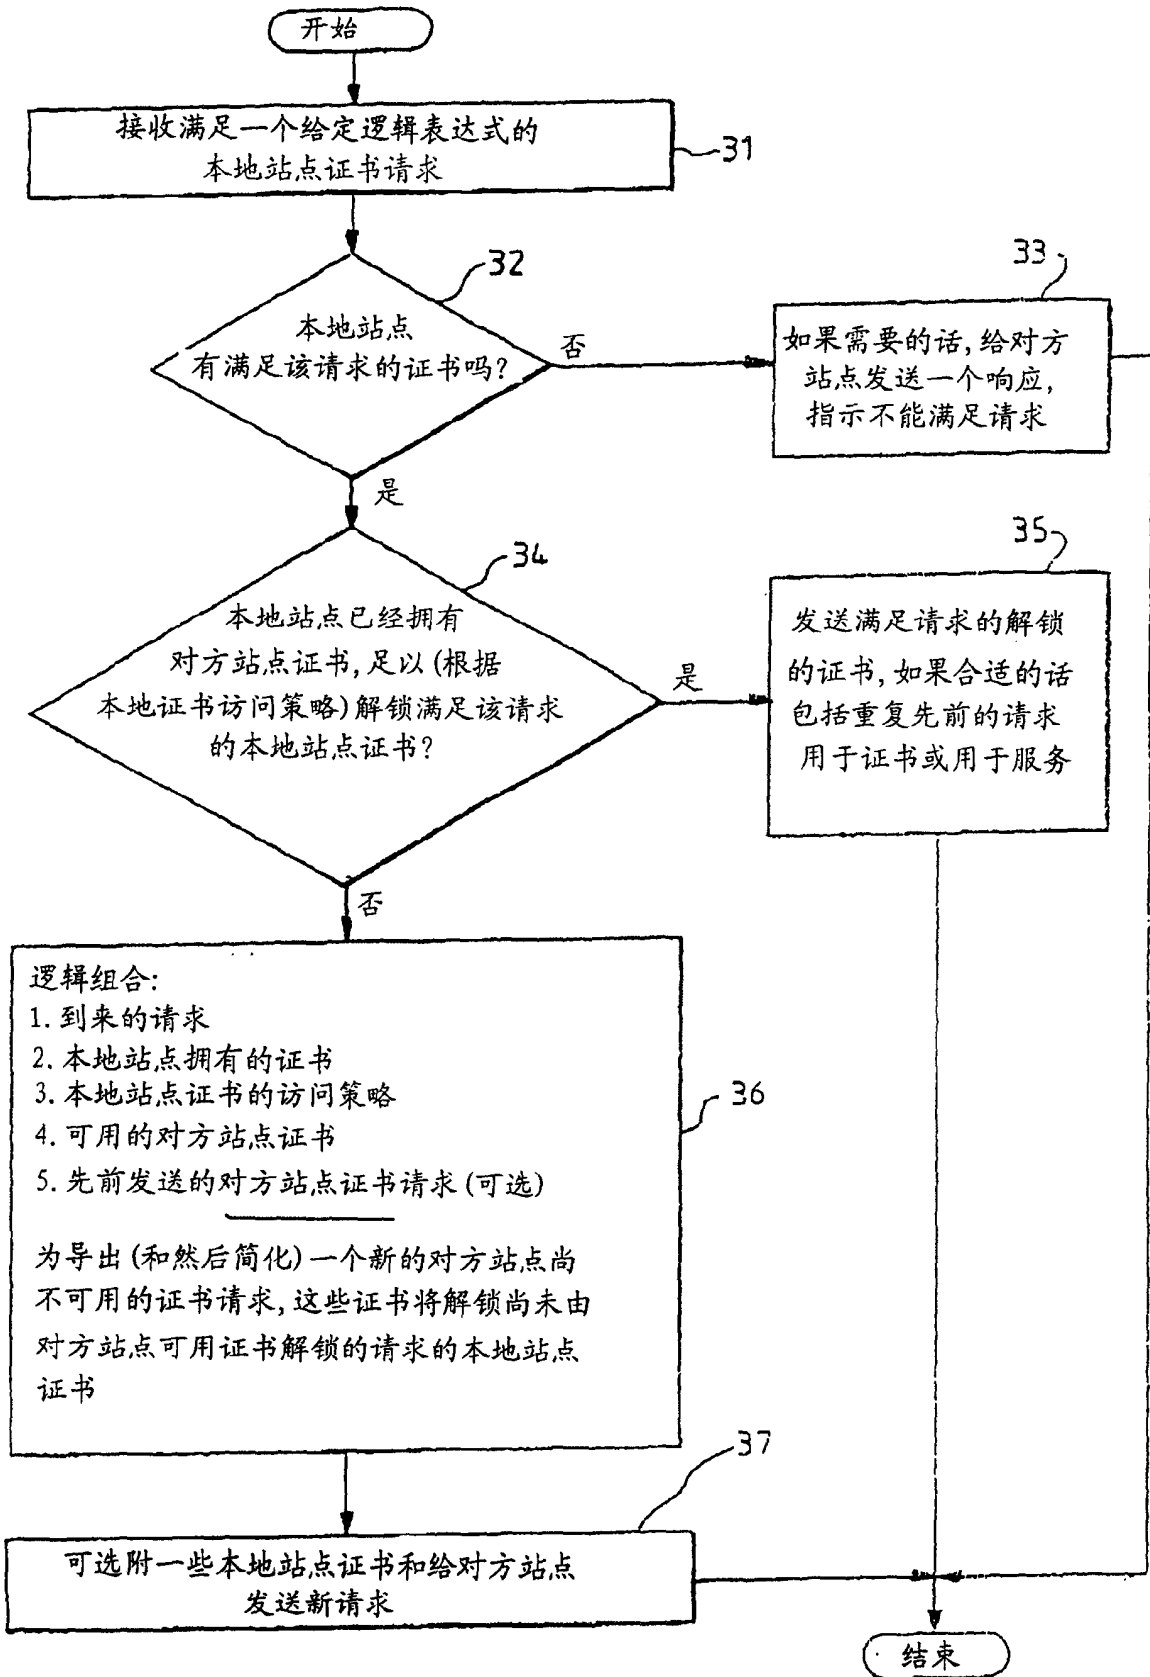 开始
接收满足一个给定逻辑表达式的
本地站点证书请求
31
32
本地站点
有满足该请求的证书吗?
否
33
如果需要的话,给对方
站点发送一个响应,
指示不能满足请求
是
34
本地站点已经拥有
对方站点证书,足以(根据
本地证书访问策略)解锁满足该请求
的本地站点证书?
是
35
发送满足请求的解锁
的证书,如果合适的话
包括重复先前的请求
用于证书或用于服务
否
逻辑组合:
1.到来的请求
2.本地站点拥有的证书
3.本地站点证书的访问策略
4.可用的对方站点证书
5.先前发送的对方站点证书请求(可选)
为导出(和然后简化)一个新的对方站点尚
不可用的证书请求,这些证书将解锁尚未由
对方站点可用证书解锁的请求的本地站点
证书
36
37
可选附一些本地站点证书和给对方站点
发送新请求
结束